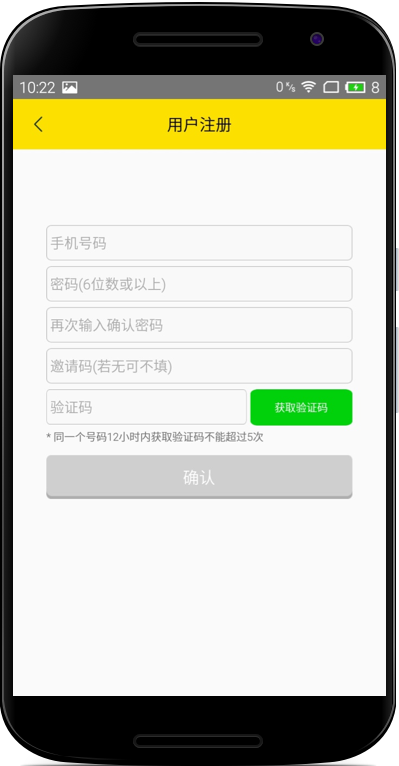 10:22 0 K/s 8
用户注册
手机号码
密码(6位数或以上)
再次输入确认密码
邀请码(若无可不填)
验证码 获取验证码
* 同一个号码12小时内获取验证码不能超过5次
确认